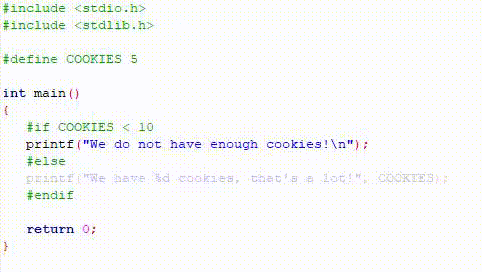 #include <stdio.h>
#include <stdlib.h>
#define COOKIES 5
int main()
{
#if COOKIES < 10
printf("We do not have enough cookies!\n");
#else
printf("We have %d cookies, that's a lot!", COOKIES);
#endif
return 0;
}